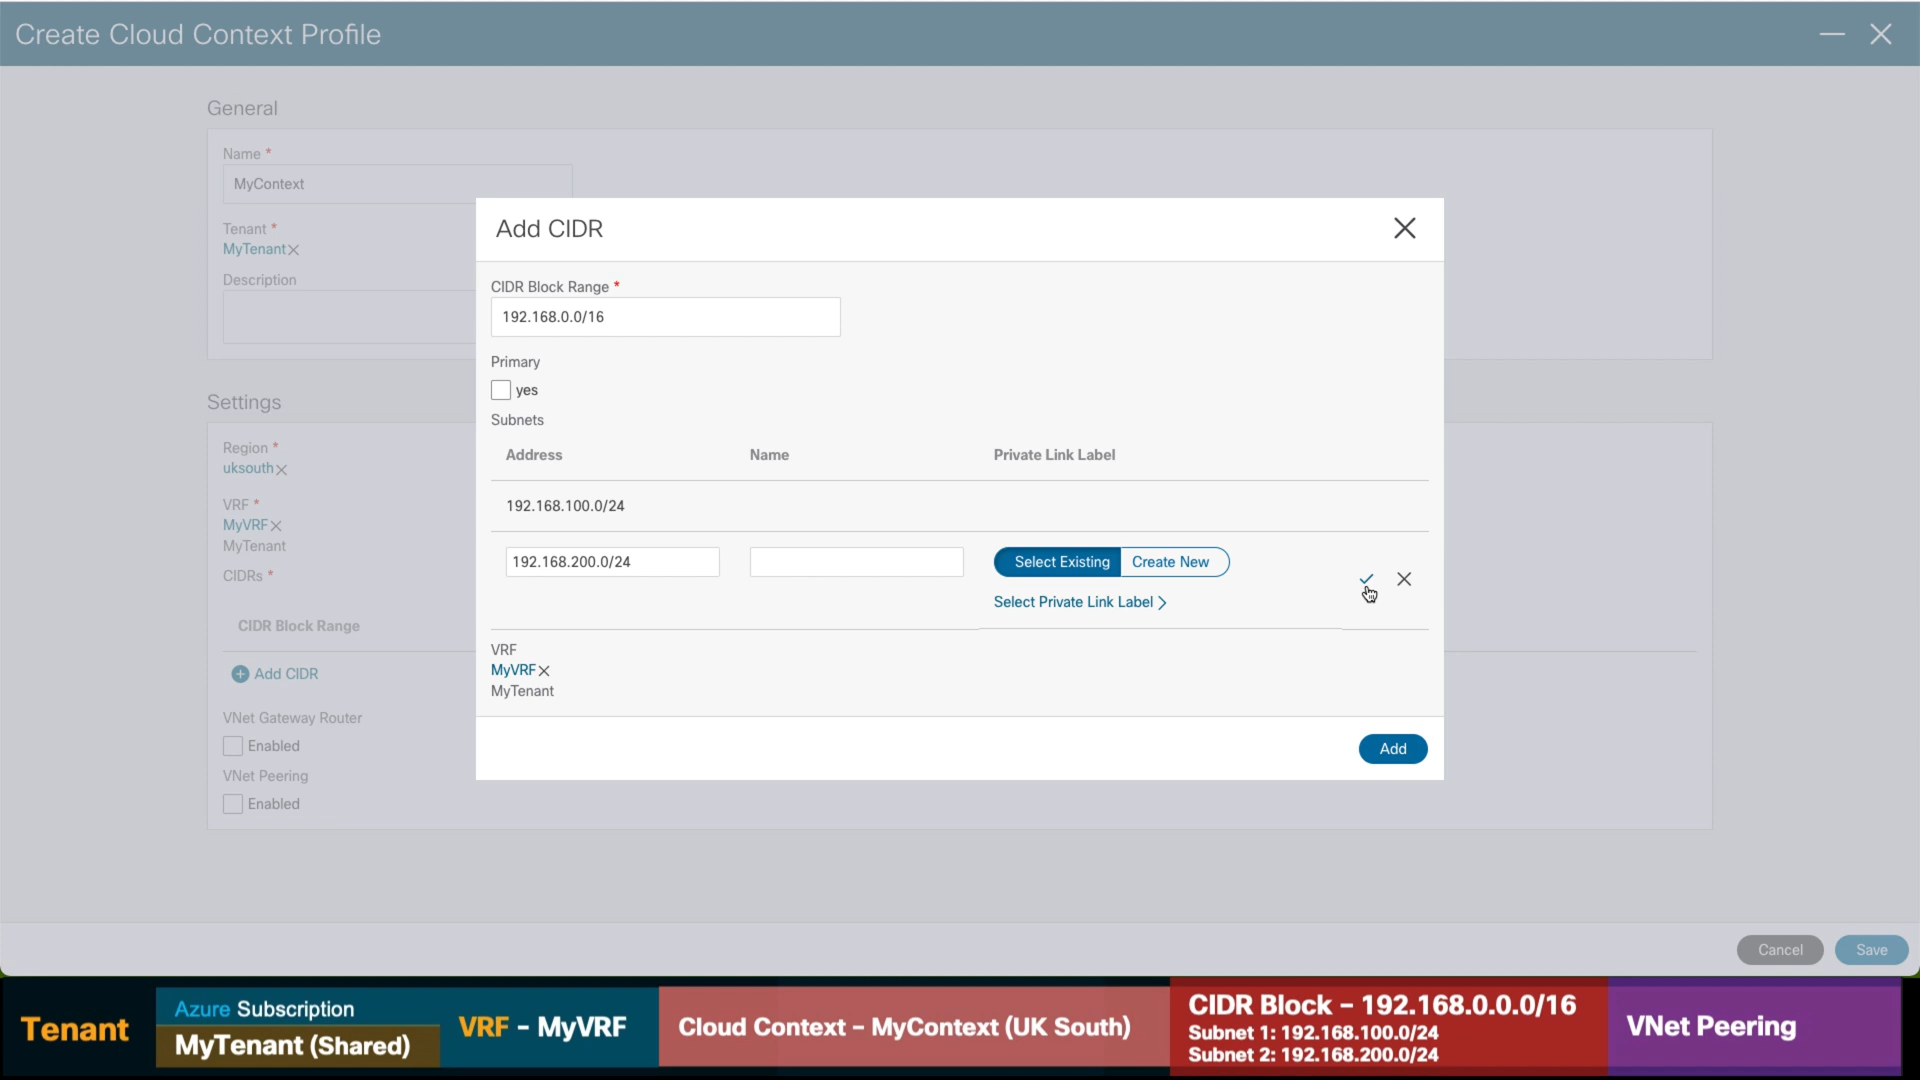 Create Cloud Context Profile
General
Name *
MyContext
Tenant *
MyTenant
Description
Settings
Region *
uksouth
VRF *
MyVRF
MyTenant
CIDRs *
CIDR Block Range
Add CIDR
VNet Gateway Router
Enabled
VNet Peering
Enabled
Add CIDR
CIDR Block Range *
192.168.0.0/16
Primary
yes
Subnets
Address Name Private Link Label
192.168.100.0/24
192.168.200.0/24 Select Existing Create New
Select Private Link Label
VRF
MyVRF
MyTenant
Add
Cancel Save
Tenant
Azure Subscription
MyTenant (Shared)
VRF - MyVRF
Cloud Context – MyContext (UK South)
CIDR Block – 192.168.0.0.0/16
Subnet 1: 192.168.100.0/24
Subnet 2: 192.168.200.0/24
VNet Peering